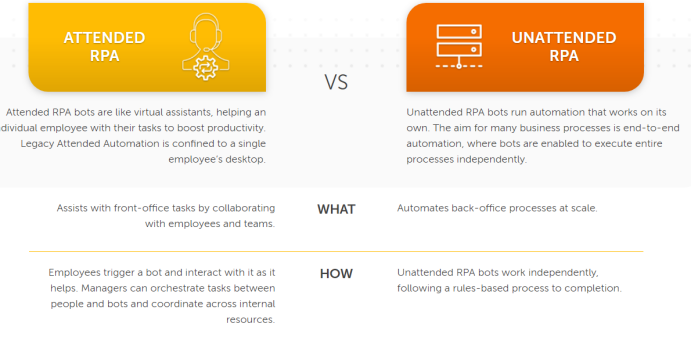 ATTENDED
RPA
VS
UNATTENDED
RPA
Attended RPA bots are like virtual assistants, helping an
dividual employee with their tasks to boost productivity.
Legacy Attended Automation is confined to a single
employee's desktop.
Unattended RPA bots run automation that works on its
own. The aim for many business processes is end-to-end
automation, where bots are enabled to execute entire
processes independently.
Assists with front-office tasks by collaborating
with employees and teams.
WHAT
Automates back-office processes at scale.
Employees trigger a bot and interact with it as it
helps. Managers can orchestrate tasks between
people and bots and coordinate across internal
resources.
HOW
Unattended RPA bots work independently,
following a rules-based process to completion.